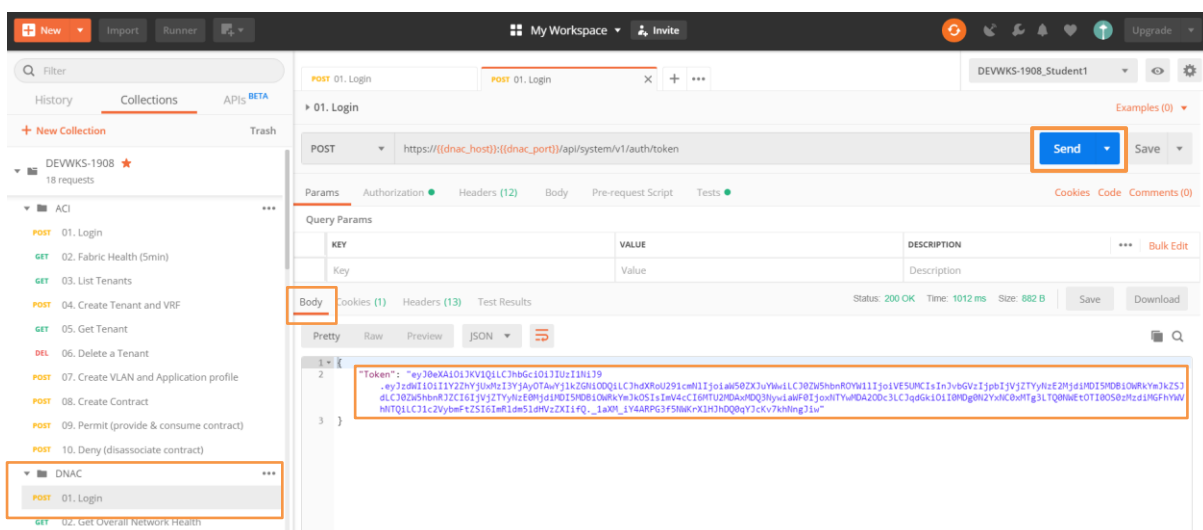 New
Import
Runner
My Workspace
Invite
Upgrade
Filter
History
Collections
APIs BETA
+ New Collection
Trash
DEVWKS-1908
18 requests
ACI
POST 01. Login
GET 02. Fabric Health (5min)
GET 03. List Tenants
POST 04. Create Tenant and VRF
GET 05. Get Tenant
DEL 06. Delete a Tenant
POST 07. Create VLAN and Application profile
POST 08. Create Contract
POST 09. Permit (provide & consume contract)
POST 10. Deny (disassociate contract)
DNAC
POST 01. Login
GET 02. Get Overall Network Health
POST 01. Login
POST 01. Login
DEVWKS-1908_Student1
01. Login
Examples (0)
POST
https://{{dnac_host}}:{{dnac_port}}/api/system/v1/auth/token
Send
Save
Params Authorization Headers (12) Body Pre-request Script Tests
Cookies Code Comments (0)
Query Params
KEY VALUE DESCRIPTION
Bulk Edit
Key Value Description
Body Cookies (1) Headers (13) Test Results
Status: 200 OK Time: 1012 ms Size: 882 B
Save
Download
Pretty Raw Preview JSON
1 {
2 "Token": "eyJ0eXAiOiJKV1QiLCJhbGciOiJIUzI1NiJ9
3 }